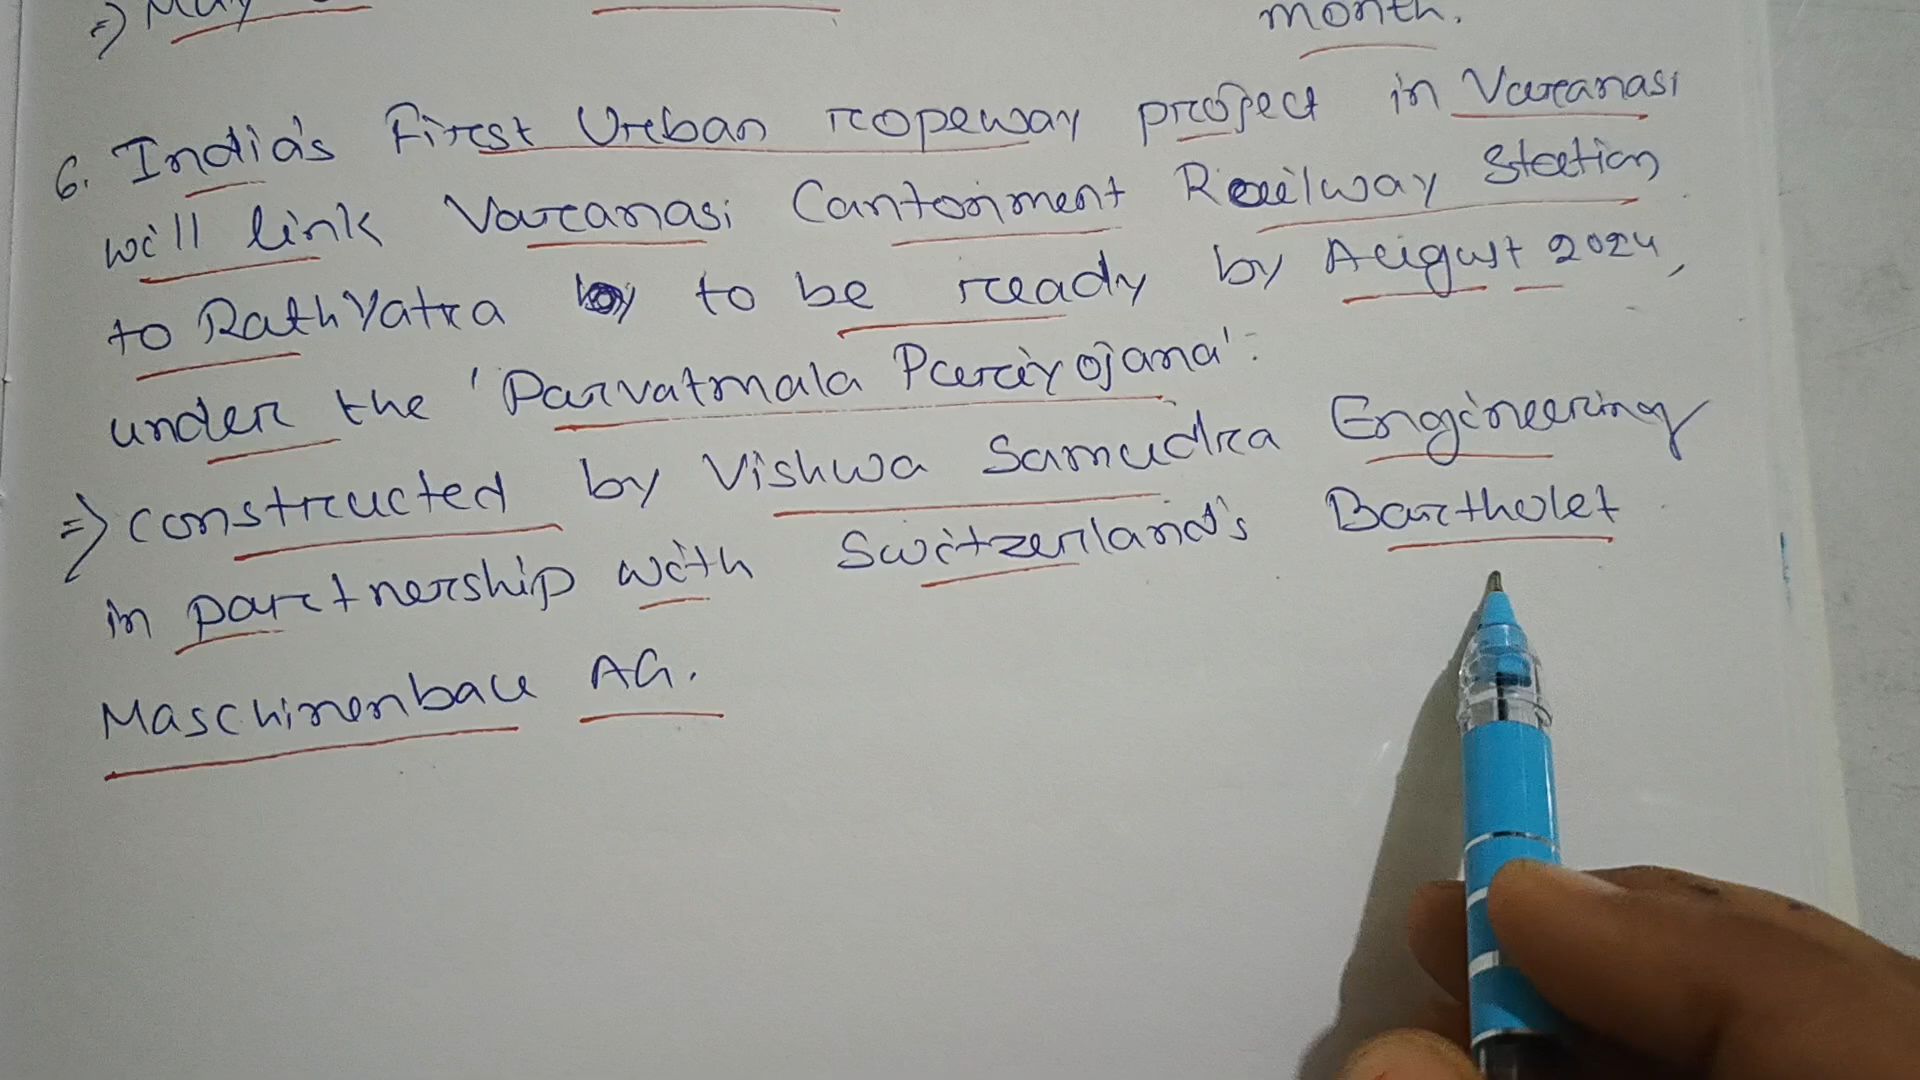 =) May
month.
6. India's First Urban ropeway project in Varanasi
will link Varanasi Cantonment Railway Station
to RathYatra by to be ready by August 2024,
under the 'Parvatmala Pariyojana':
=) constructed by Vishwa Samudra Engineering
in partnership with Switzerland's Bartholet
Maschinenbau AG.